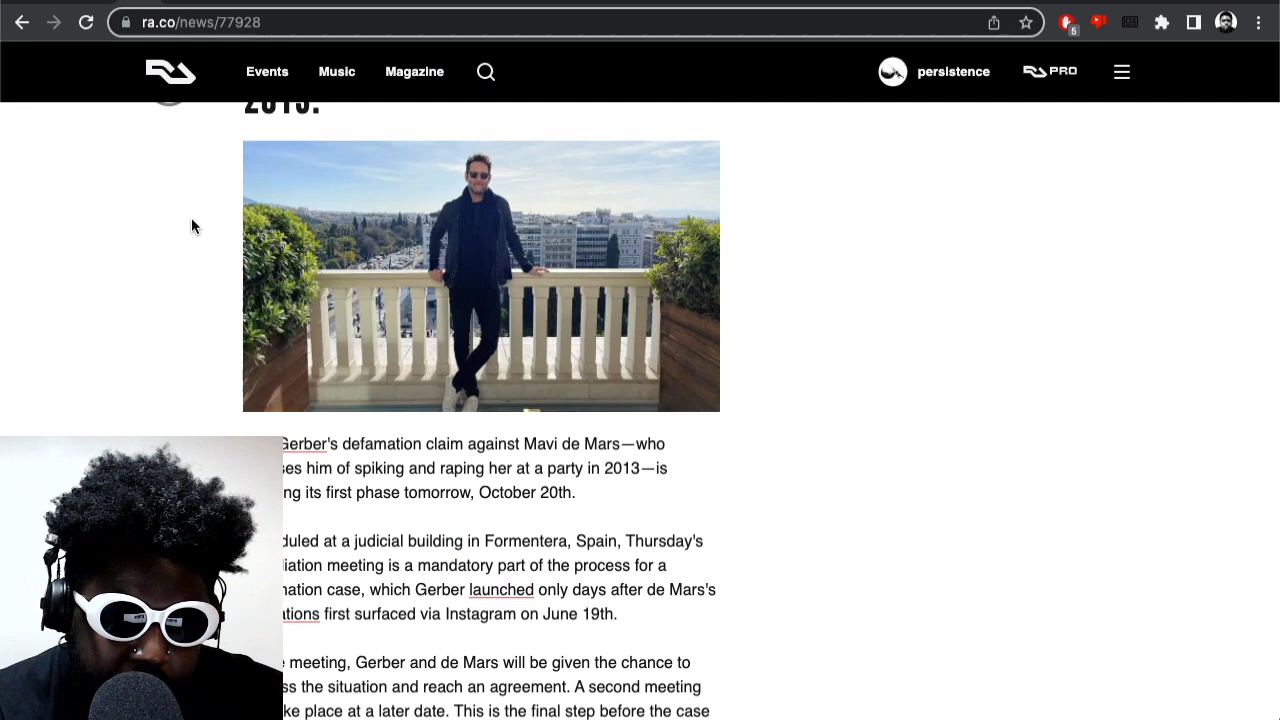 ra.co/news/77928
5
Events Music Magazine persistence PRO
2013.
Gerber's defamation claim against Mavi de Mars—who
ses him of spiking and raping her at a party in 2013—is
ng its first phase tomorrow, October 20th.
duled at a judicial building in Formentera, Spain, Thursday's
liation meeting is a mandatory part of the process for a
mation case, which Gerber launched only days after de Mars's
ations first surfaced via Instagram on June 19th.
e meeting, Gerber and de Mars will be given the chance to
ss the situation and reach an agreement. A second meeting
ke place at a later date. This is the final step before the case